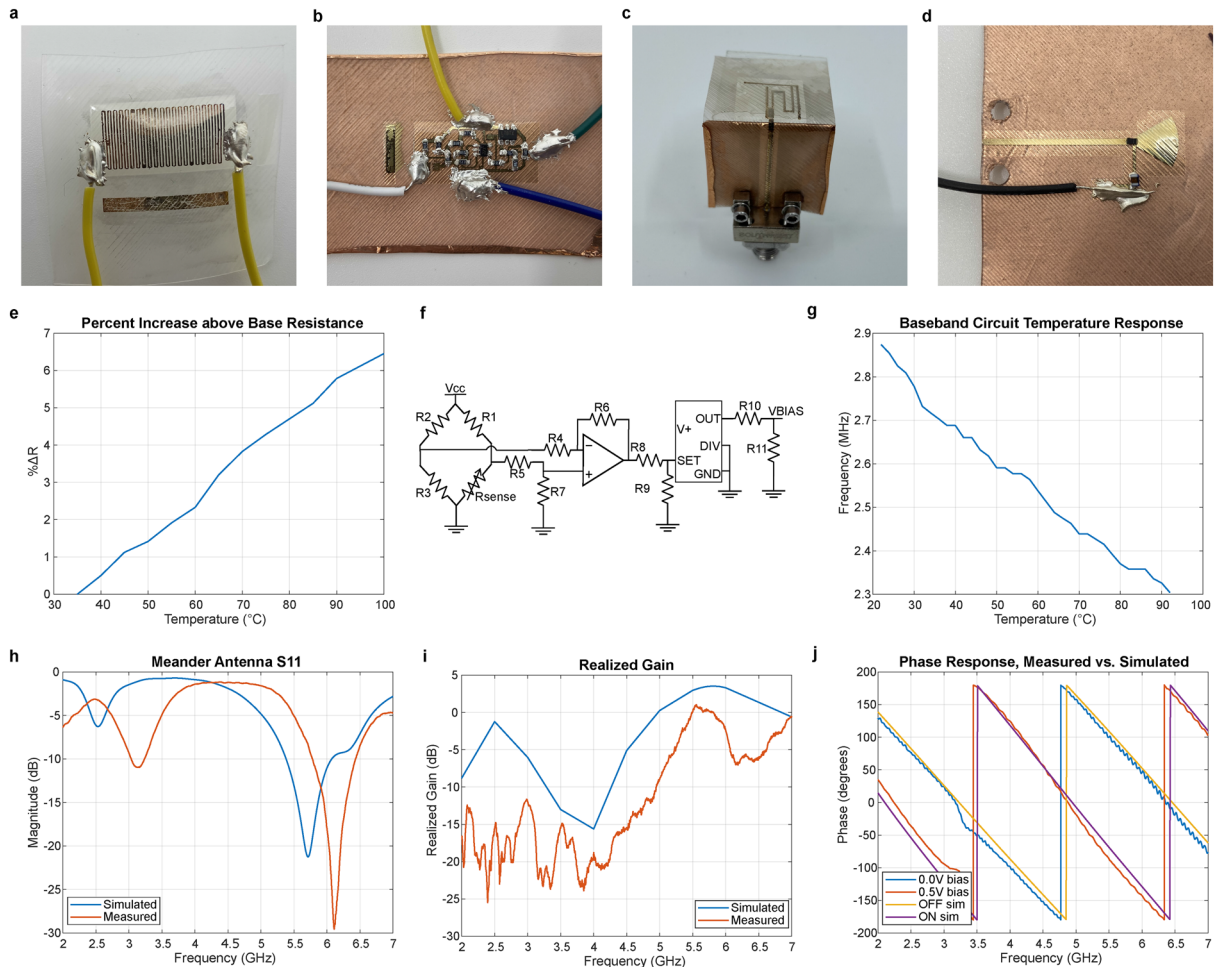 a
b
c
d
e
Percent Increase above Base Resistance
%ΔR
7
6
5
4
3
2
1
0
30 40 50 60 70 80 90 100
Temperature (°C)
f
Vcc
R2
R1
R3
Rsense
R4
R5
R6
R7
R8
R9
OUT
V+
DIV
SET
GND
R10
VBIAS
R11
g
Baseband Circuit Temperature Response
Frequency (MHz)
2.9
2.8
2.7
2.6
2.5
2.4
2.3
20 30 40 50 60 70 80 90 100
Temperature (°C)
h
Meander Antenna S11
Magnitude (dB)
0
-5
-10
-15
-20
-25
-30
Simulated
Measured
2 2.5 3 3.5 4 4.5 5 5.5 6 6.5 7
Frequency (GHz)
i
Realized Gain
Realized Gain (dB)
5
0
-5
-10
-15
-20
-25
-30
Simulated
Measured
2 2.5 3 3.5 4 4.5 5 5.5 6 6.5 7
Frequency (GHz)
j
Phase Response, Measured vs. Simulated
Phase (degrees)
200
150
100
50
0
-50
-100
-150
-200
0.0V bias
0.5V bias
OFF sim
ON sim
2 2.5 3 3.5 4 4.5 5 5.5 6 6.5 7
Frequency (GHz)